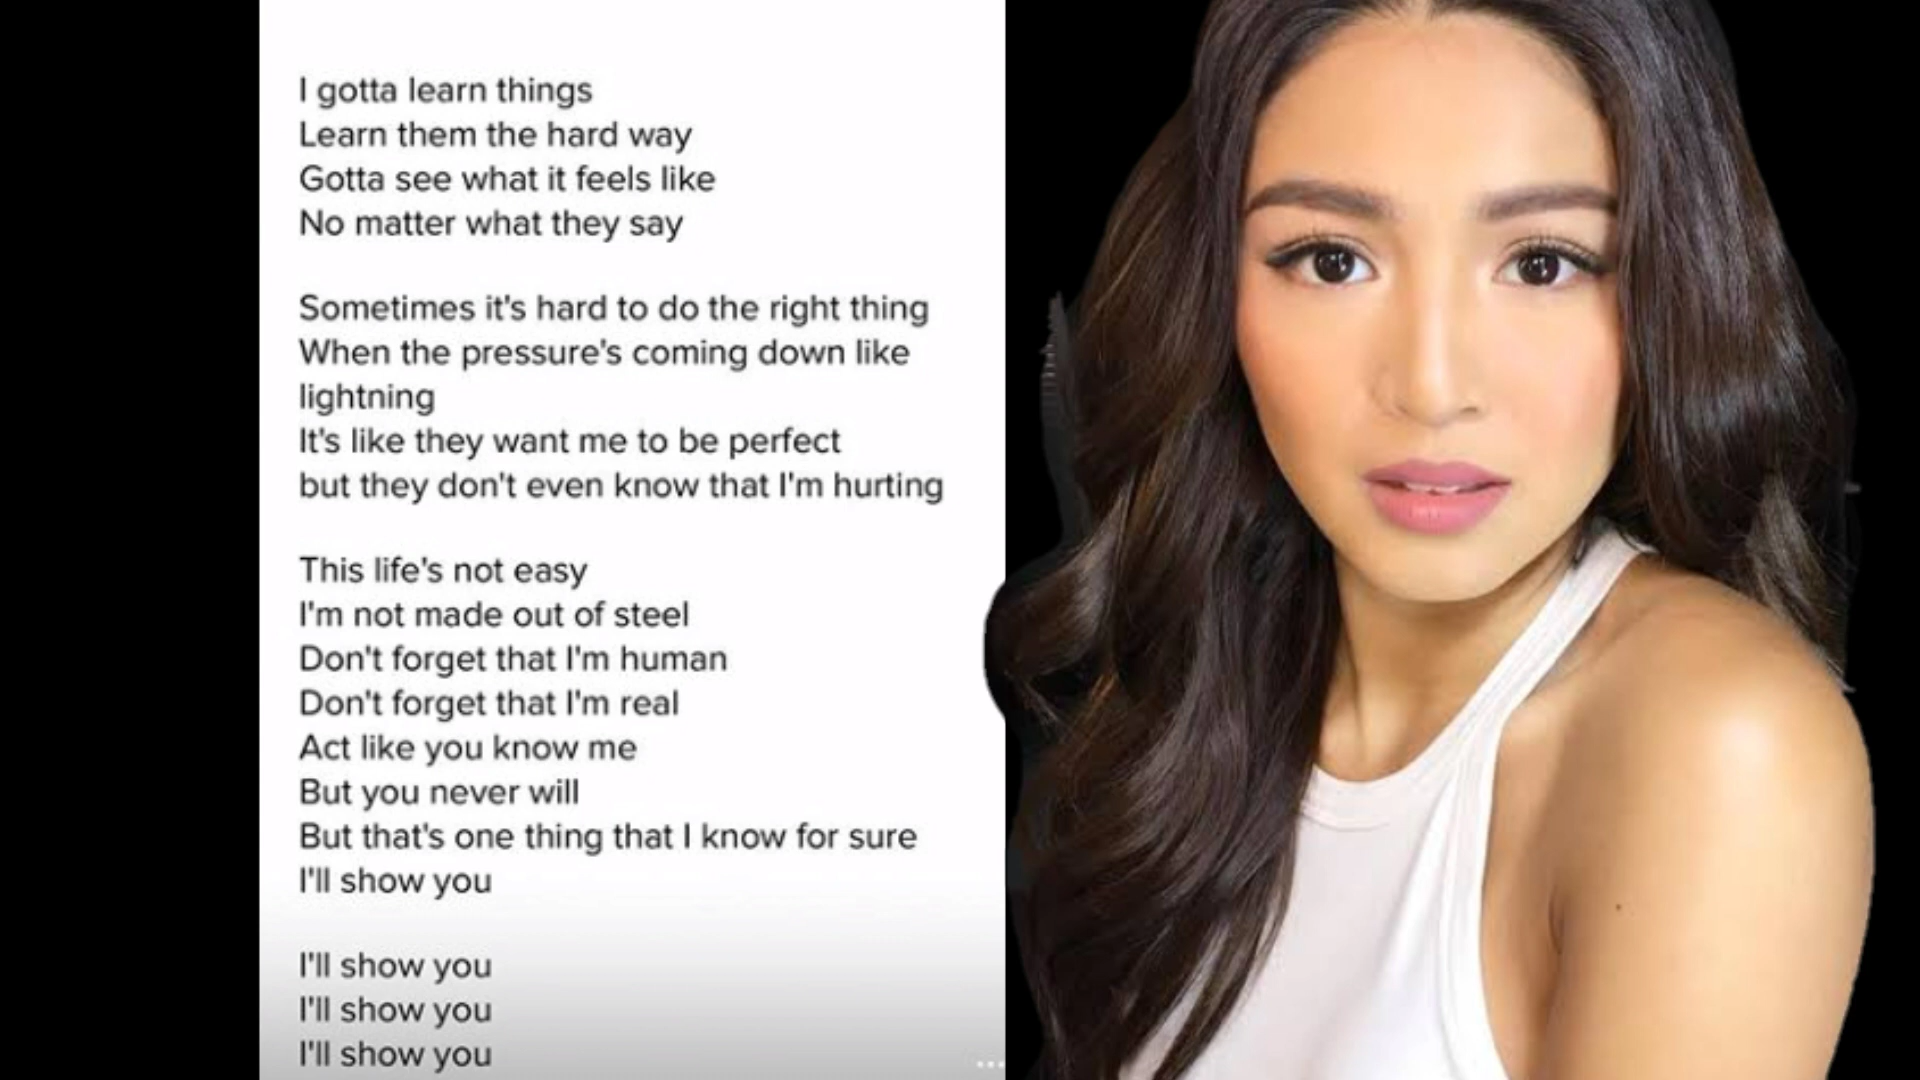 I gotta learn things
Learn them the hard way
Gotta see what it feels like
No matter what they say
Sometimes it's hard to do the right thing
When the pressure's coming down like
lightning
It's like they want me to be perfect
but they don't even know that I'm hurting
This life's not easy
I'm not made out of steel
Don't forget that I'm human
Don't forget that I'm real
Act like you know me
But you never will
But that's one thing that I know for sure
I'll show you
I'll show you
I'll show you
I'll show you